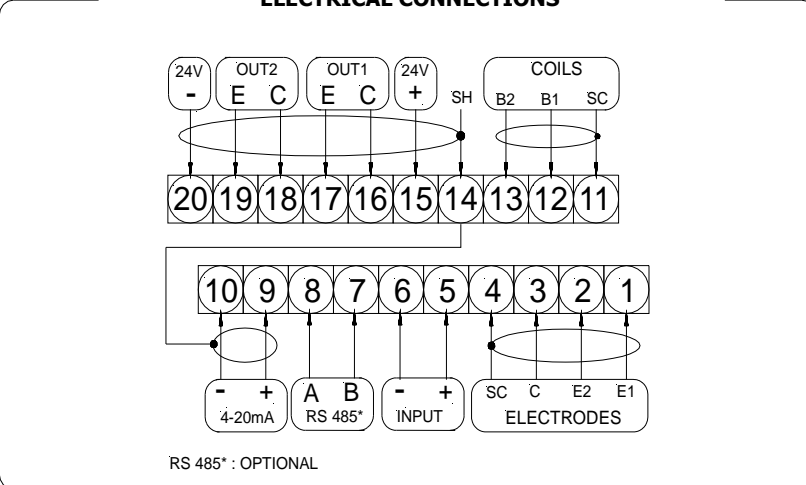 ELECTRICAL CONNECTIONS
24V OUT2 OUT1 24V COILS
- E C E C + SH B2 B1 SC
20 19 18 17 16 15 14 13 12 11
10 9 8 7 6 5 4 3 2 1
- + A B - + SC C E2 E1
4-20mA RS 485* INPUT ELECTRODES
RS 485* : OPTIONAL